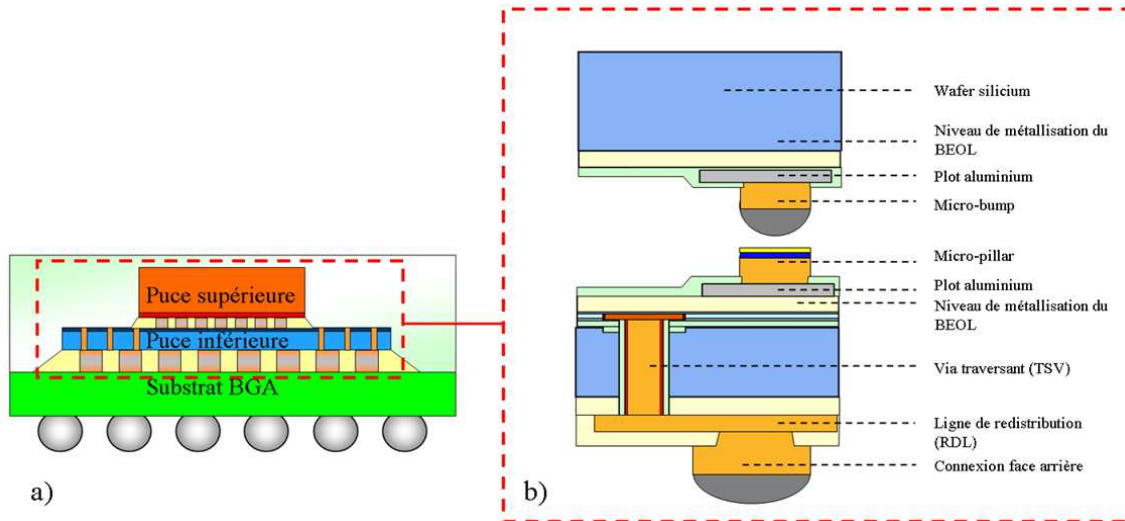 Puce supérieure
Puce inférieure
Substrat BGA
a)
Wafer silicium
Niveau de métallisation du
BEOL
Plot aluminium
Micro-bump
Micro-pillar
Plot aluminium
Niveau de métallisation du
BEOL
Via traversant (TSV)
Ligne de redistribution
(RDL)
Connexion face arrière
b)